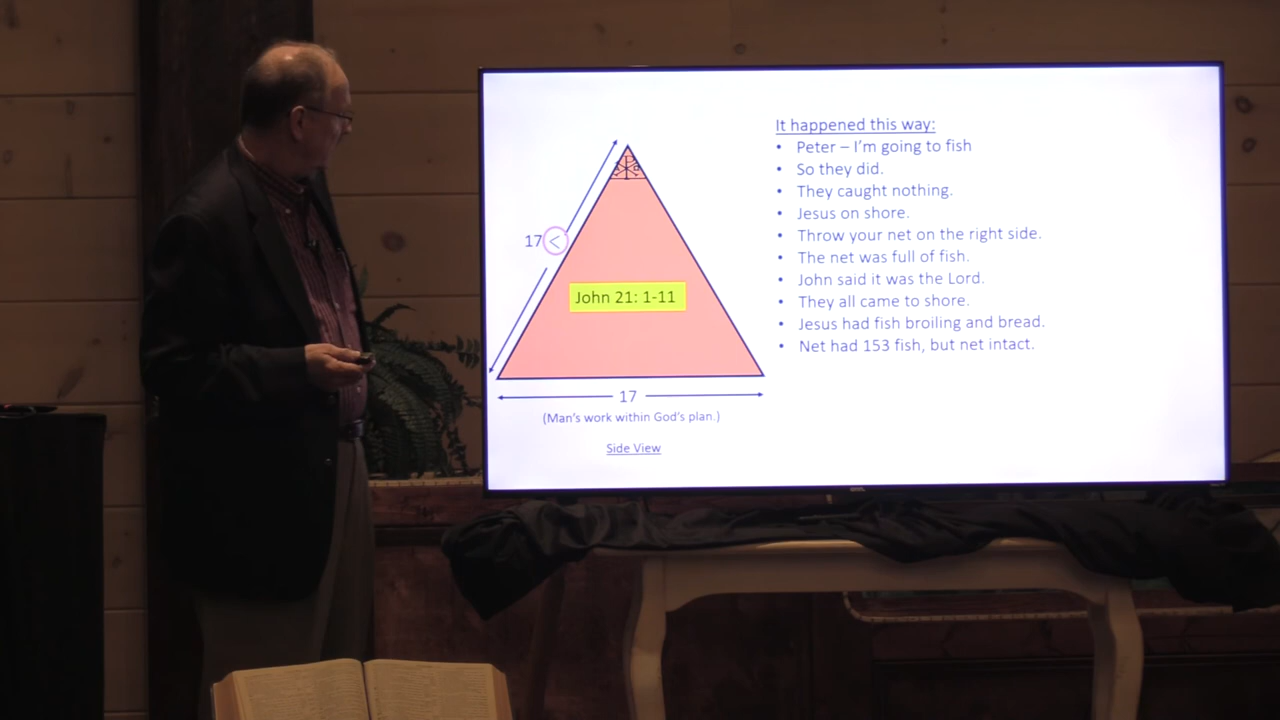 It happened this way:
• Peter – I'm going to fish
• So they did.
• They caught nothing.
• Jesus on shore.
• Throw your net on the right side.
• The net was full of fish.
• John said it was the Lord.
• They all came to shore.
• Jesus had fish broiling and bread.
• Net had 153 fish, but net intact.
17 <
John 21: 1-11
17
(Man's work within God's plan.)
Side View